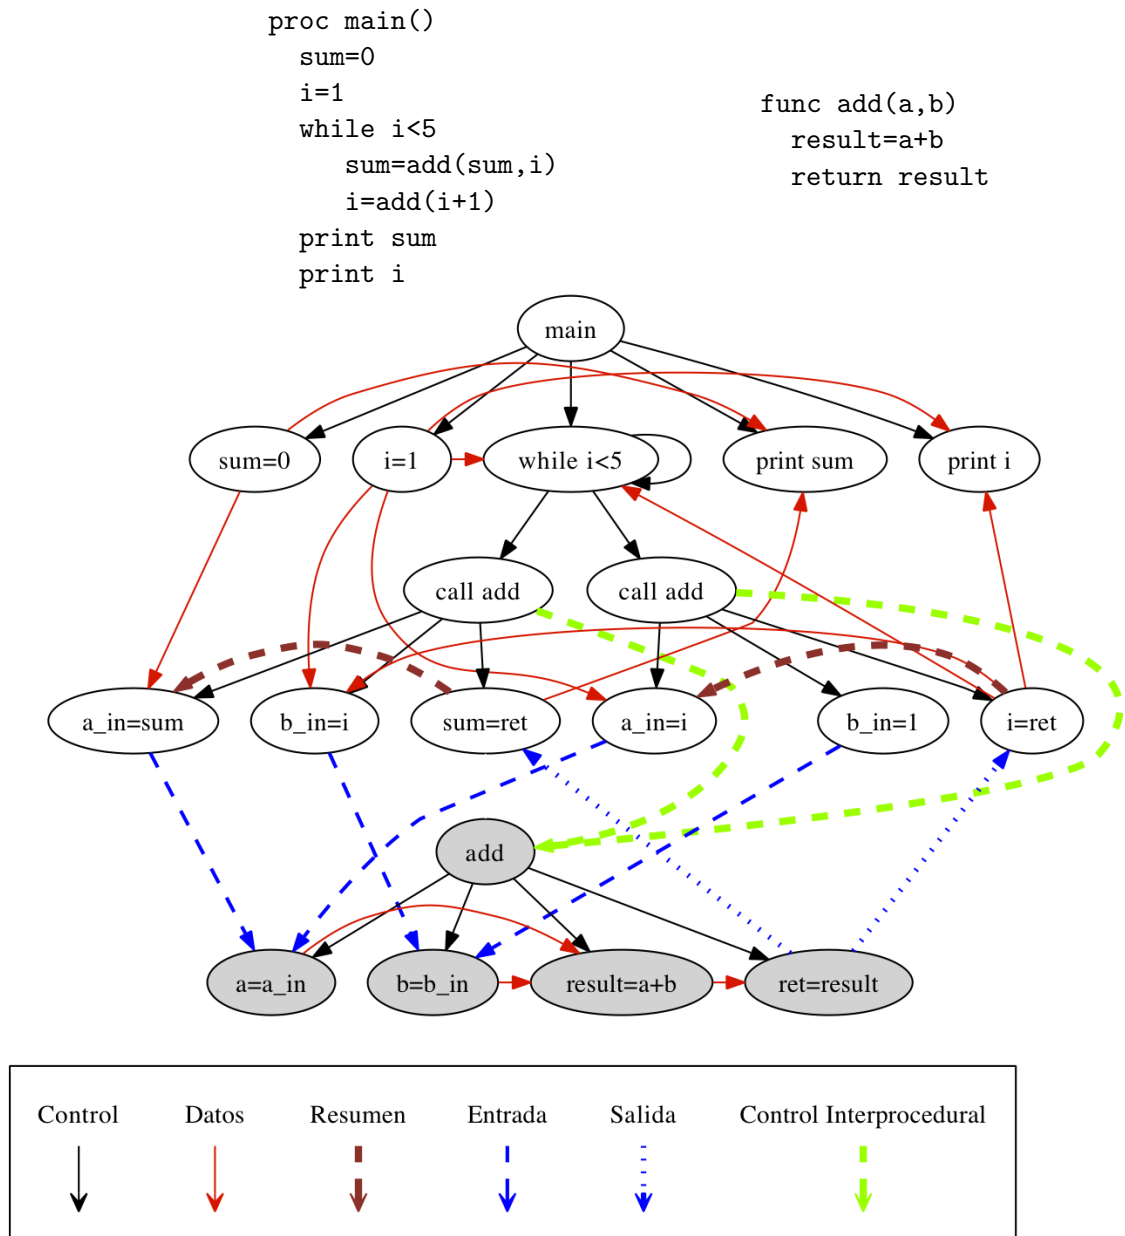 proc main()
sum=0
i=1
while i<5
sum=add(sum,i)
i=add(i+1)
print sum
print i
func add(a,b)
result=a+b
return result
main
sum=0
i=1
while i<5
print sum
print i
call add
call add
a_in=sum
b_in=i
sum=ret
a_in=i
b_in=1
i=ret
add
a=a_in
b=b_in
result=a+b
ret=result
Control
Datos
Resumen
Entrada
Salida
Control Interprocedural